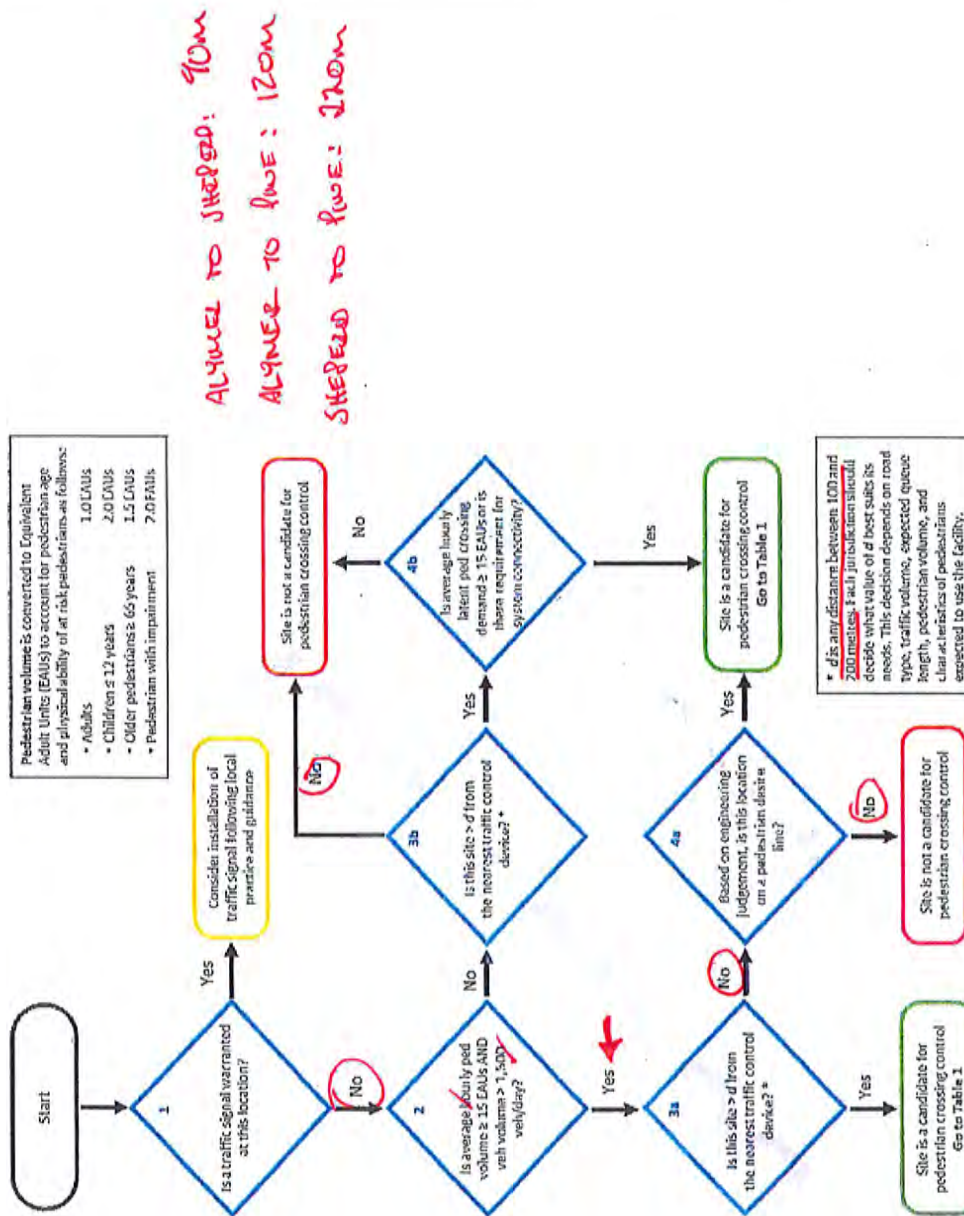 Start
1
Is a traffic signal warranted
at this location?
Yes
Consider installation of
traffic signal following local
practice and guidance
No
2
Is average hourly ped
volume ≥ 15 EAUs AND
veh volume > 1,500
veh/day?
No
3b
Is this site > d from
the nearest traffic control
device? *
No
Site is not a candidate for
pedestrian crossing control
Yes
4b
Is average hourly
latent ped crossing
demand ≥ 15 EAUs or is
there requirement for
system connectivity?
No
Yes
Site is a candidate for
pedestrian crossing control
Go to Table 1
Yes
3a
Is this site > d from
the nearest traffic control
device? *
No
4a
Based on engineering
judgement, is this location
on a pedestrian desire
line?
Yes
No
Site is not a candidate for
pedestrian crossing control
Yes
Site is a candidate for
pedestrian crossing control
Go to Table 1
Pedestrian volume is converted to Equivalent
Adult Units (EAUs) to account for pedestrian age
and physical ability of at risk pedestrians as follows:
• Adults 1.0 EAUs
• Children ≤ 12 years 2.0 EAUs
• Older pedestrians ≥ 65 years 1.5 EAUs
• Pedestrian with impairment 2.0 EAUs
* d is any distance between 100 and
200 metres. Each jurisdiction should
decide what value of d best suits its
needs. This decision depends on road
type, traffic volume, expected queue
length, pedestrian volume, and
characteristics of pedestrians
expected to use the facility.
TO SHEPERD: 90m
TO : 120m
SHEPERD TO : 220m